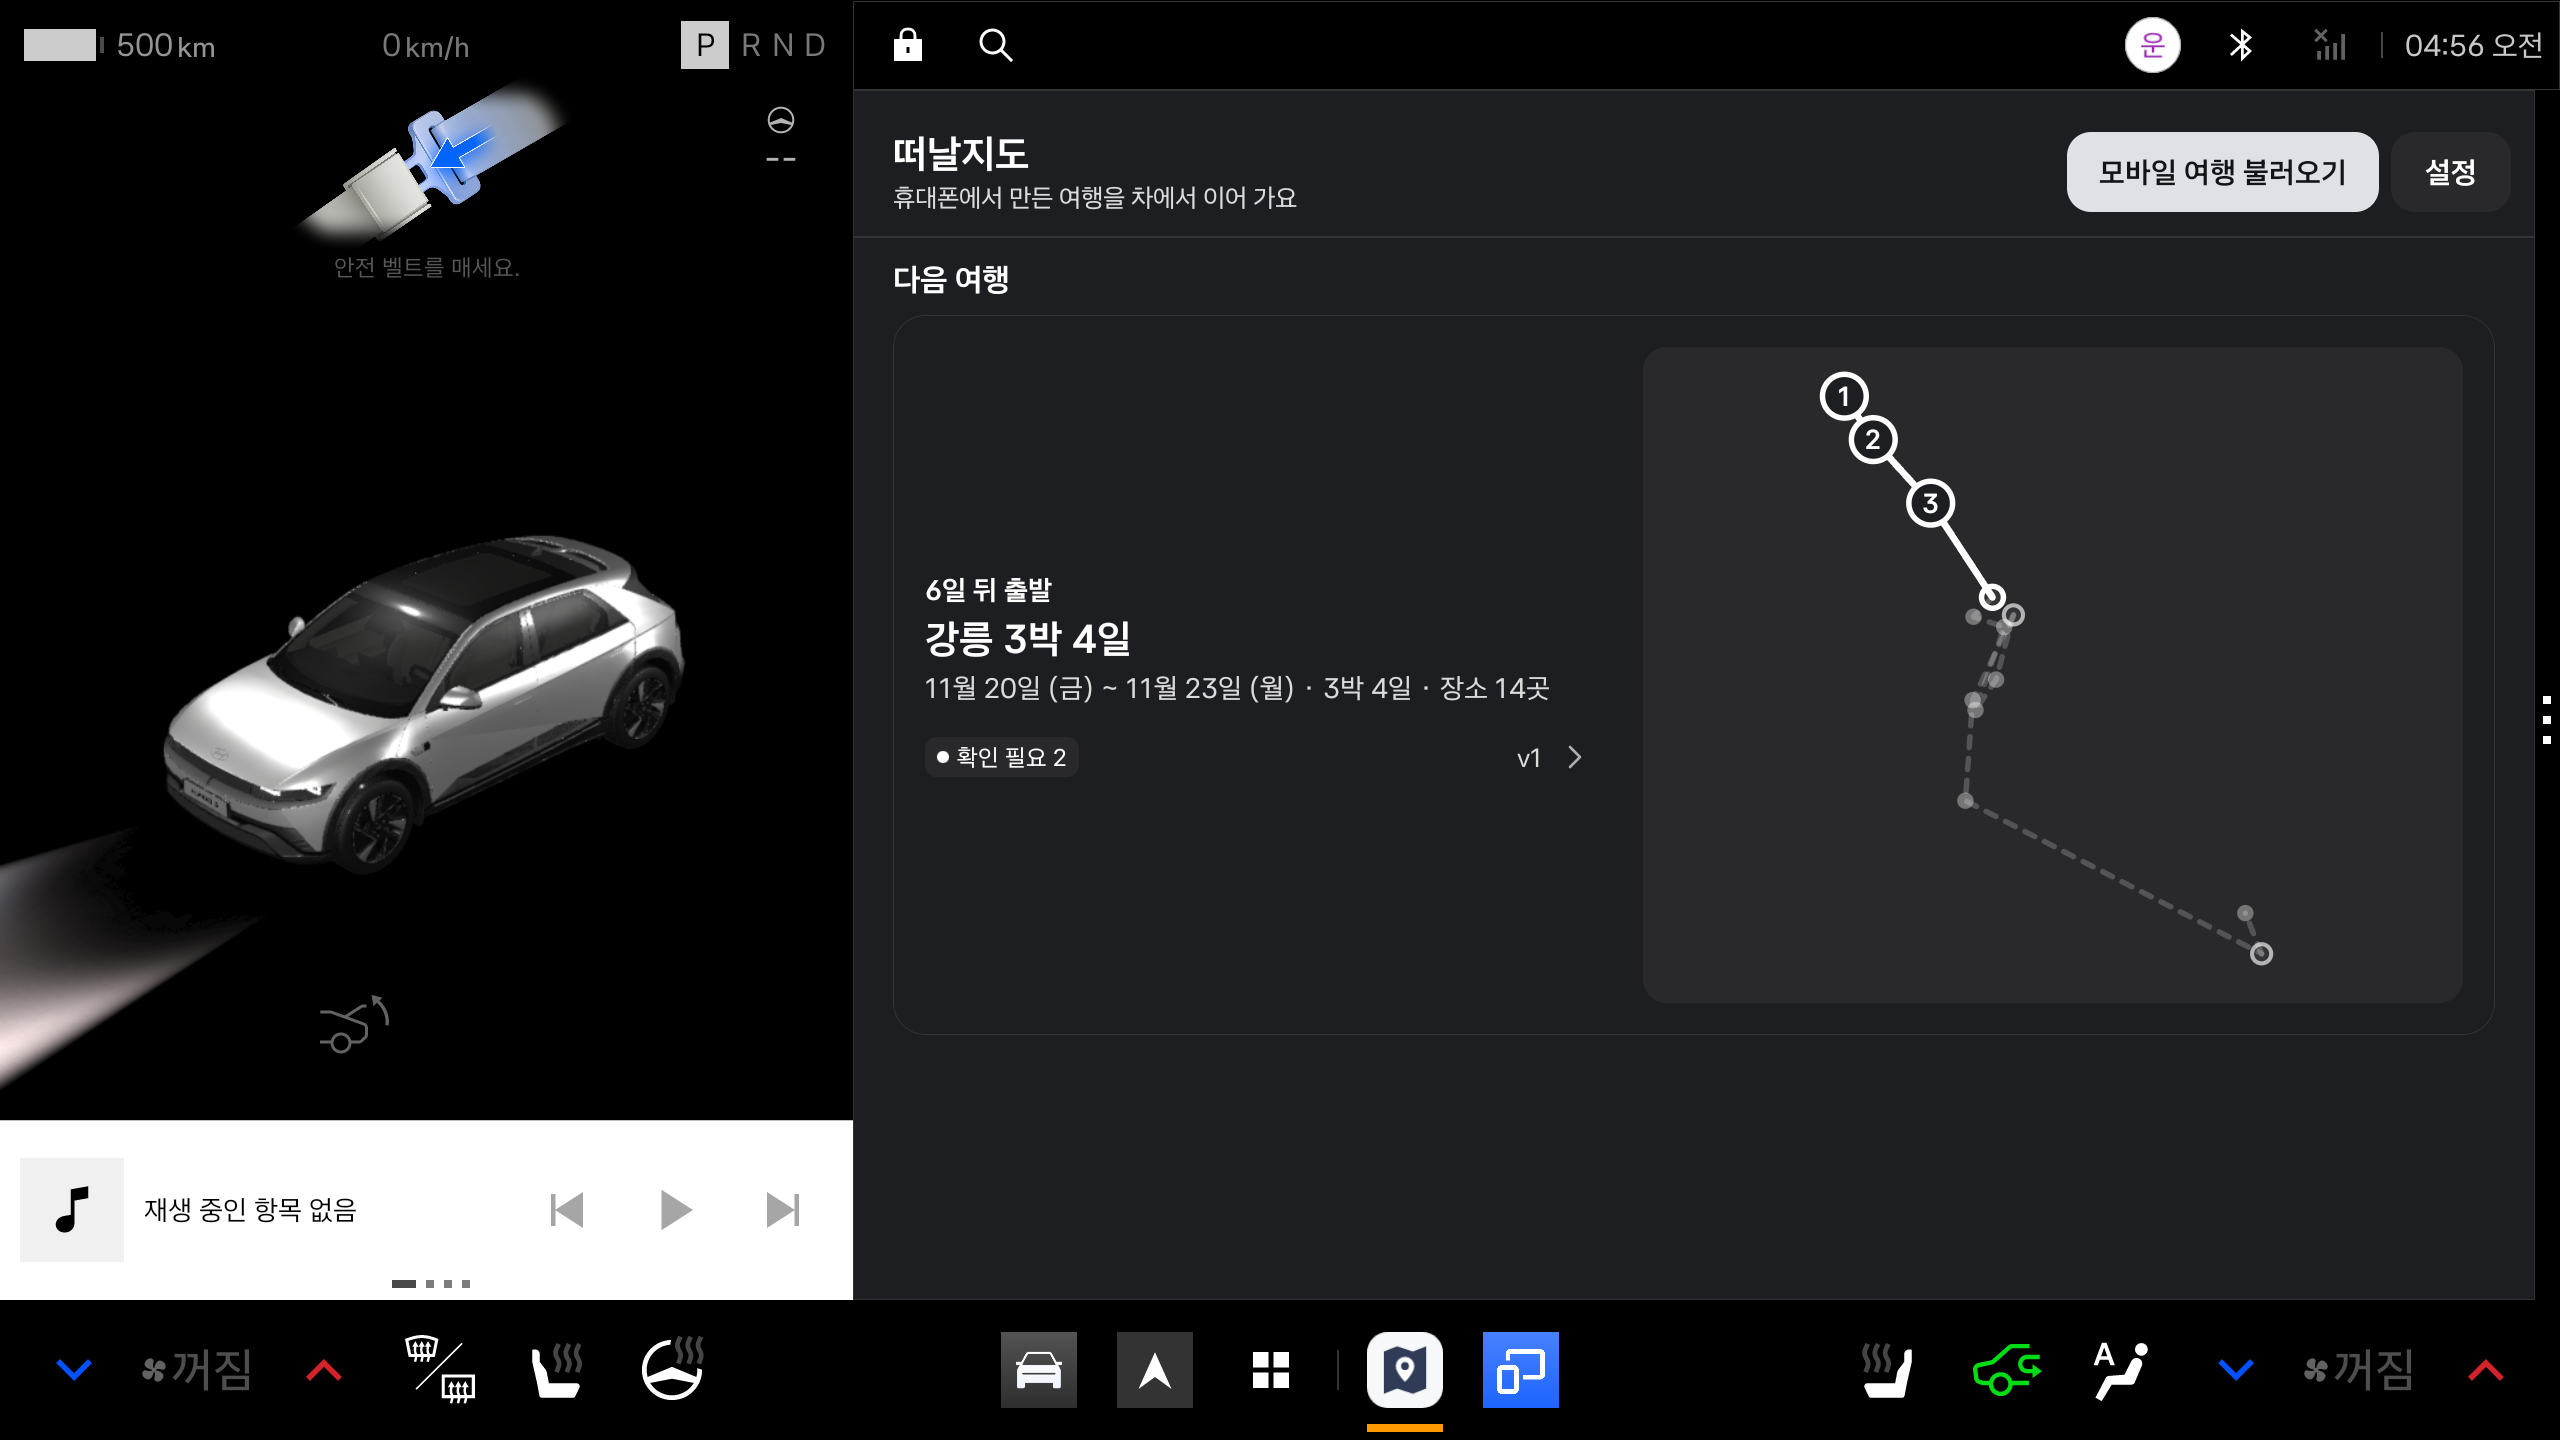 500 km
0 km/h
P R N D
운
04:56 오전
--
안전 벨트를 매세요.
떠날지도
휴대폰에서 만든 여행을 차에서 이어 가요
모바일 여행 불러오기
설정
다음 여행
6일 뒤 출발
강릉 3박 4일
11월 20일 (금) ~ 11월 23일 (월) · 3박 4일 · 장소 14곳
확인 필요 2
v1
1
2
3
재생 중인 항목 없음
꺼짐
A
꺼짐